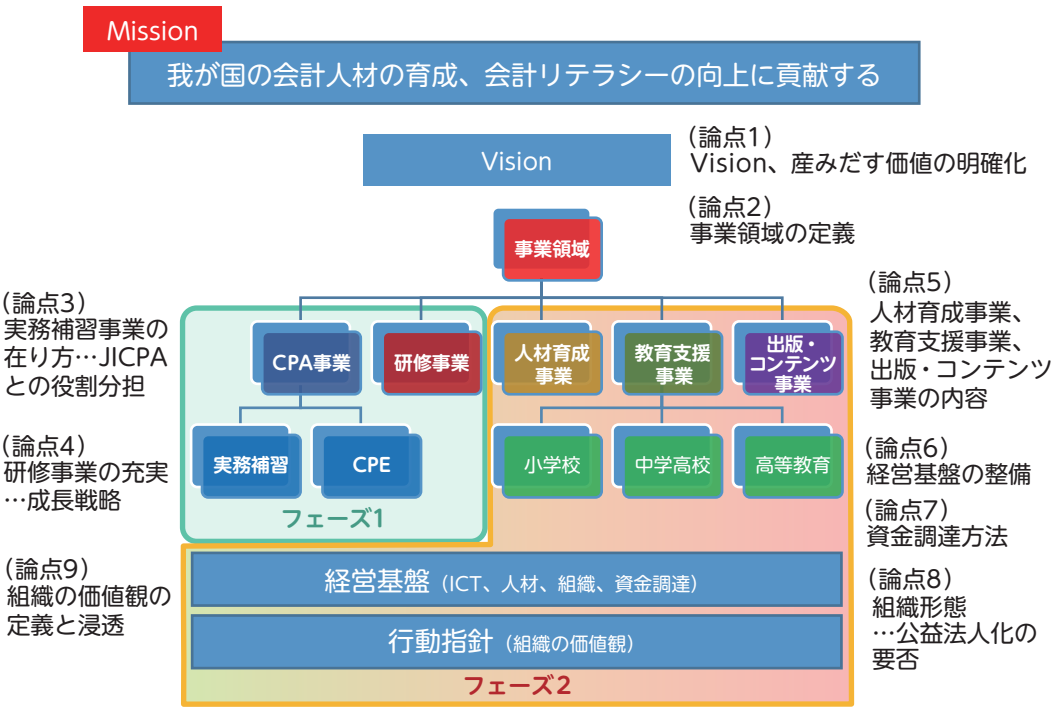 Mission
我が国の会計人材の育成、会計リテラシーの向上に貢献する
Vision
(論点1)
Vision、産みだす価値の明確化
(論点2)
事業領域の定義
事業領域
(論点3)
実務補習事業の
在り方…JICPA
との役割分担
(論点4)
研修事業の充実
…成長戦略
CPA事業
研修事業
人材育成
事業
教育支援
事業
出版・
コンテンツ
事業
実務補習
CPE
小学校
中学高校
高等教育
フェーズ1
(論点5)
人材育成事業、
教育支援事業、
出版・コンテンツ
事業の内容
(論点6)
経営基盤の整備
(論点7)
資金調達方法
(論点8)
組織形態
…公益法人化の
要否
(論点9)
組織の価値観の
定義と浸透
経営基盤（ICT、人材、組織、資金調達）
行動指針（組織の価値観）
フェーズ2